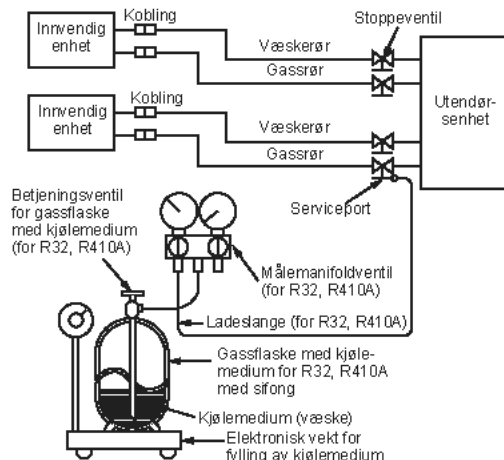 Kobling
Stoppeventil
Innvendig
enhet
Væskerør
Gassrør
Kobling
Innvendig
enhet
Væskerør
Gassrør
Utendør-
senhet
Serviceport
Betjeningsventil
for gassflaske
med kjølemedium
(for R32, R410A)
Målemanifoldventil
(for R32, R410A)
Ladeslange (for R32, R410A)
Gassflaske med kjøle-
medium for R32, R410A
med sifong
Kjølemedium (væske)
Elektronisk vekt for
fylling av kjølemedium